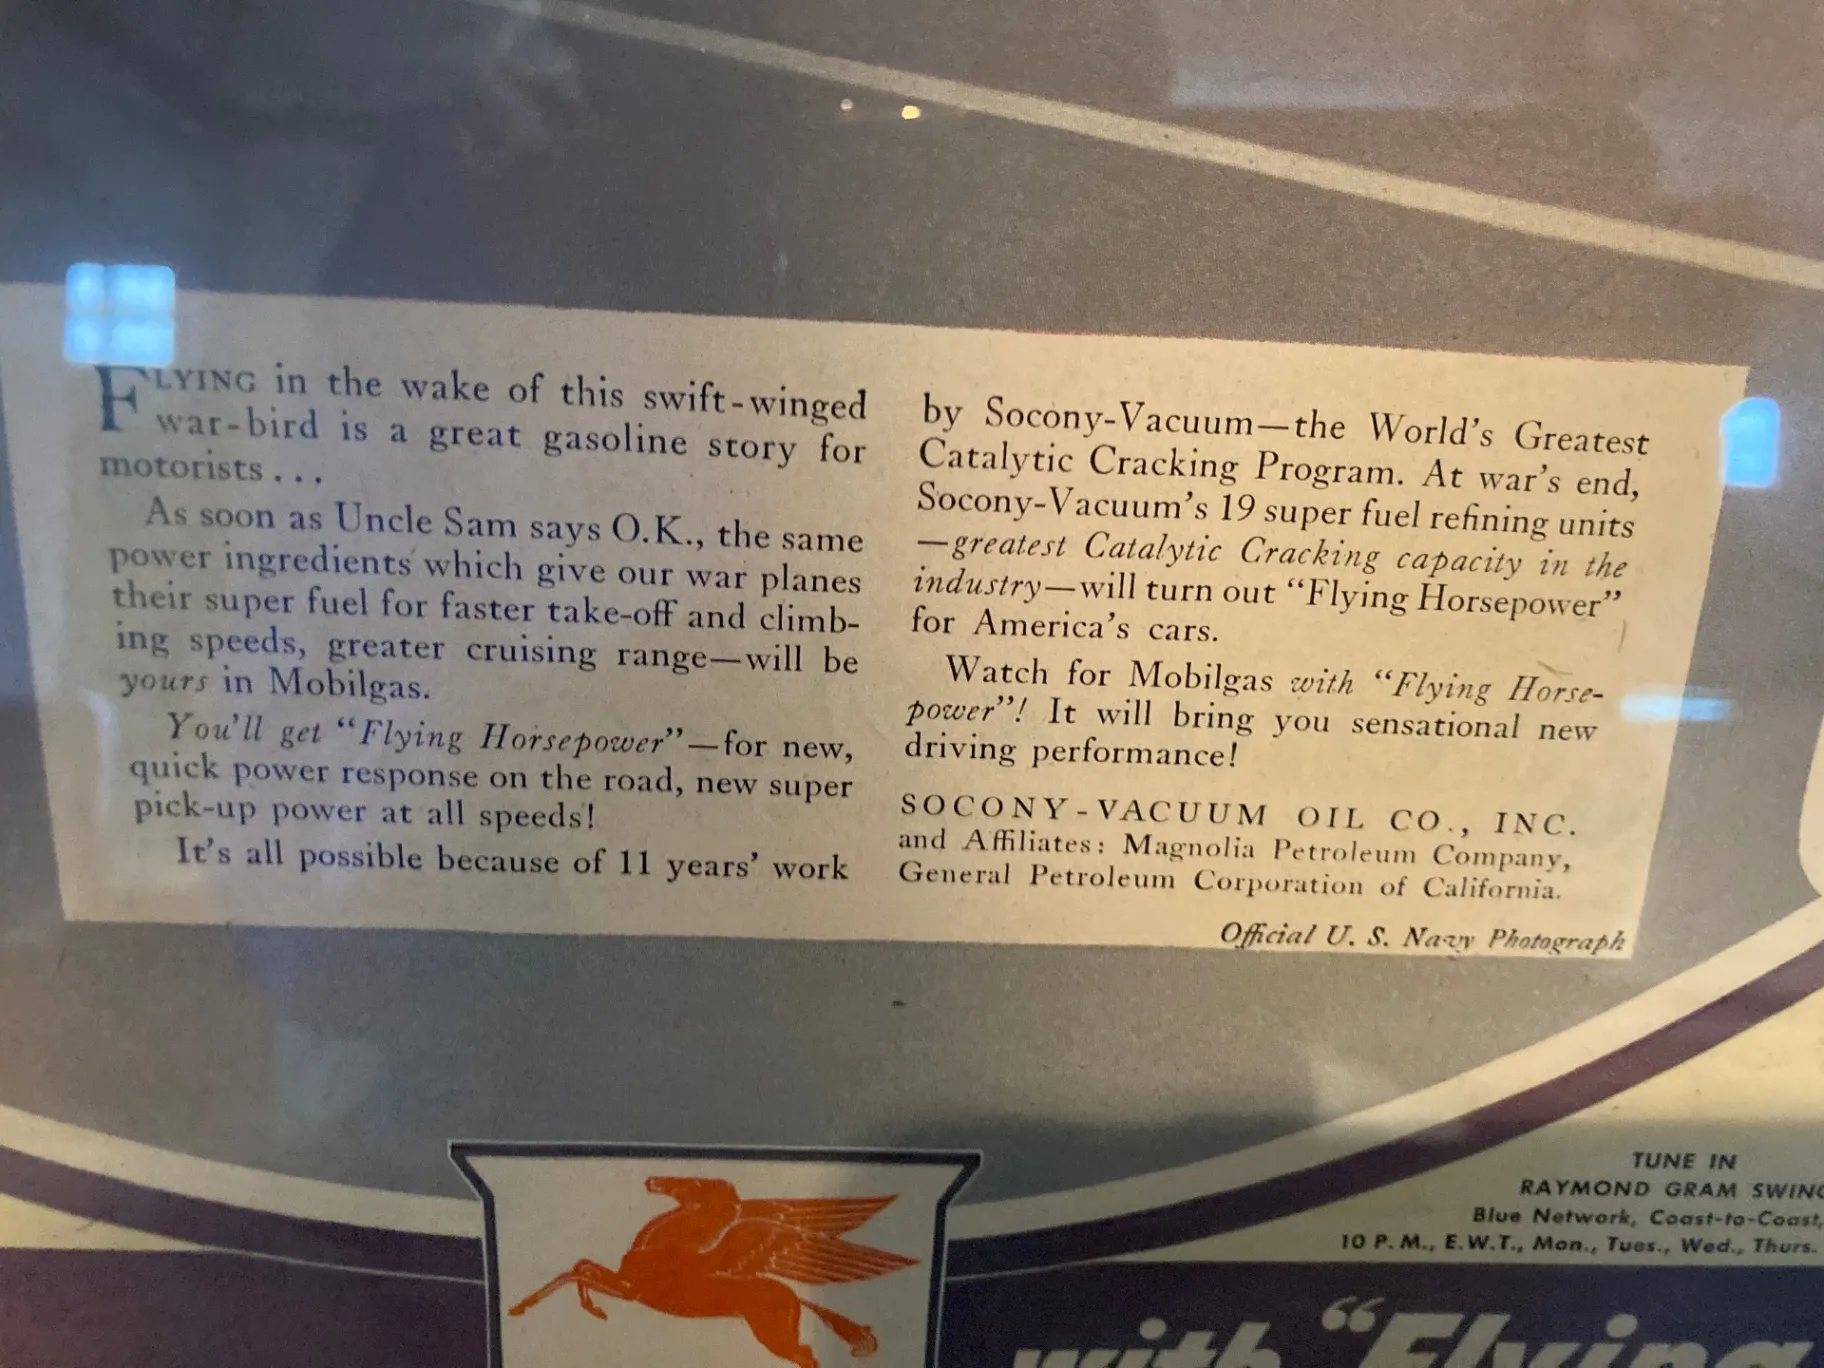 FLYING in the wake of this swift-winged
war-bird is a great gasoline story for
motorists...
As soon as Uncle Sam says O.K., the same
power ingredients which give our war planes
their super fuel for faster take-off and climb-
ing speeds, greater cruising range—will be
yours in Mobilgas.
You'll get "Flying Horsepower"—for new,
quick power response on the road, new super
pick-up power at all speeds!
It's all possible because of 11 years' work
by Socony-Vacuum—the World's Greatest
Catalytic Cracking Program. At war's end,
Socony-Vacuum's 19 super fuel refining units
—greatest Catalytic Cracking capacity in the
industry—will turn out "Flying Horsepower"
for America's cars.
Watch for Mobilgas with "Flying Horse-
power"! It will bring you sensational new
driving performance!
SOCONY-VACUUM OIL CO., INC.
and Affiliates: Magnolia Petroleum Company,
General Petroleum Corporation of California.
Official U. S. Navy Photograph
TUNE IN
RAYMOND GRAM SWING
Blue Network, Coast-to-Coast,
10 P. M., E.W.T., Mon., Tues., Wed., Thurs.
with "Flying